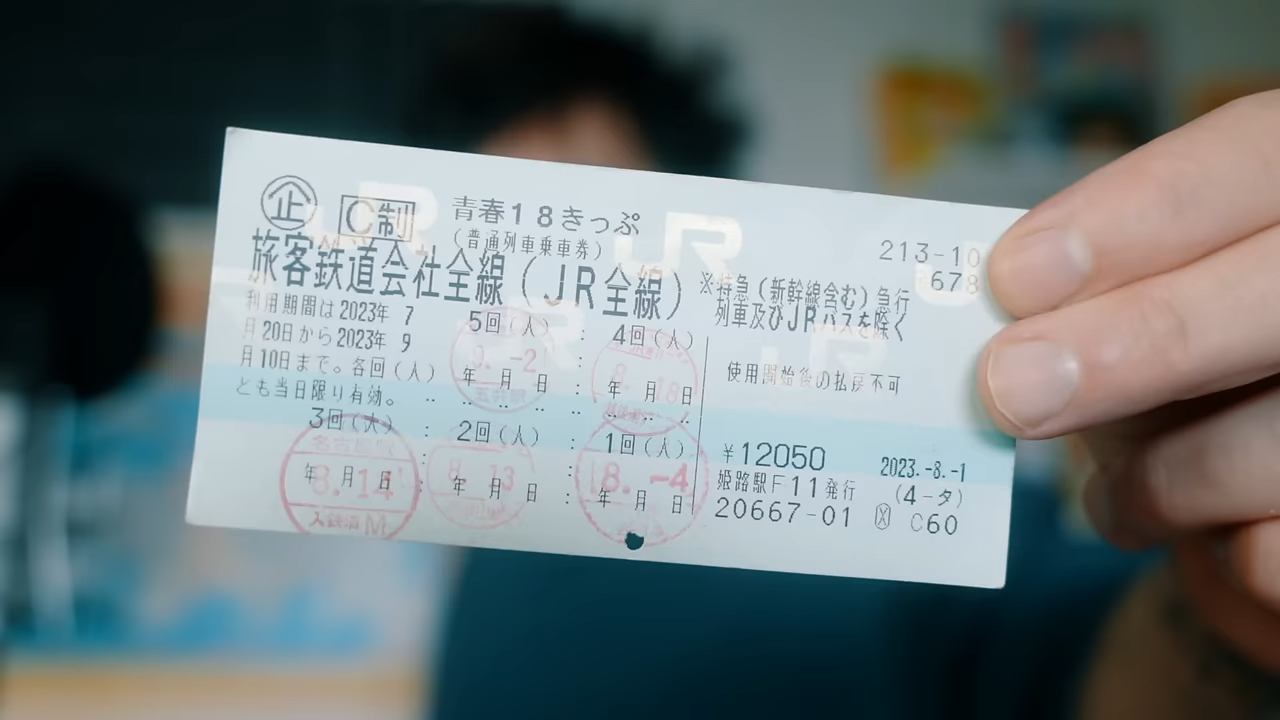 企 C制 青春18きっぷ
(普通列車乗車券)
213-10
678
旅客鉄道会社全線(JR全線)
※特急(新幹線含む)急行
列車及びJRバスを除く
利用期間は2023年 7
月20日から2023年 9
月10日まで。各回(人)
とも当日限り有効。
5回(人) : 4回(人)
年 月 日 : 年 月 日
3回(人) : 2回(人) : 1回(人)
年 月 日 : 年 月 日 : 年 月 日
使用開始後の払戻不可
¥12050
2023.-8.-1
姫路駅F11発行 (4-タ)
20667-01 C60
JR
JR
JR
9.-2
名古屋
8.14
入鉄済M
8.13
8.-4